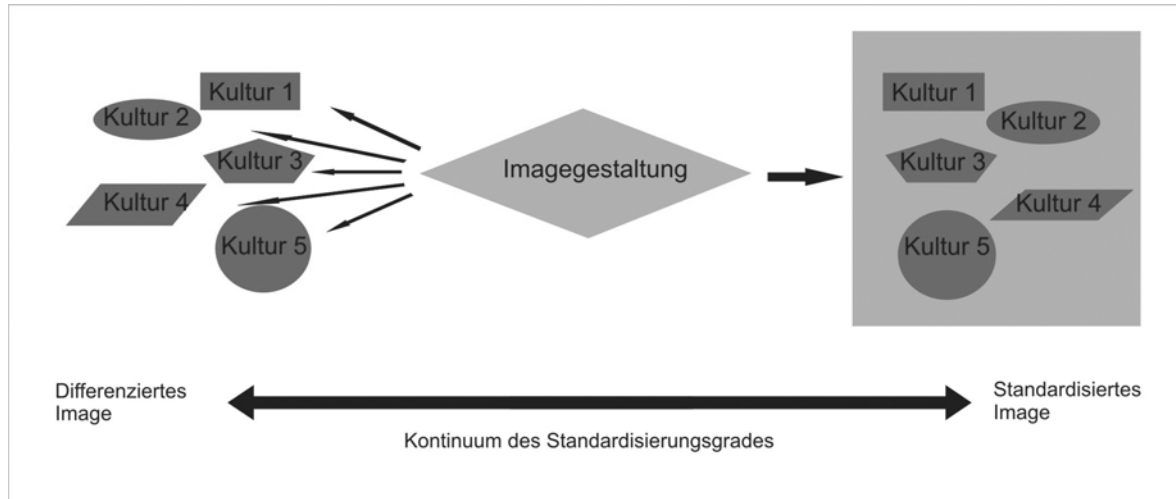 Kultur 1
Kultur 2
Kultur 3
Kultur 4
Kultur 5
Imagegestaltung
Kultur 1
Kultur 2
Kultur 3
Kultur 4
Kultur 5
Differenziertes
Image
Standardisiertes
Image
Kontinuum des Standardisierungsgrades